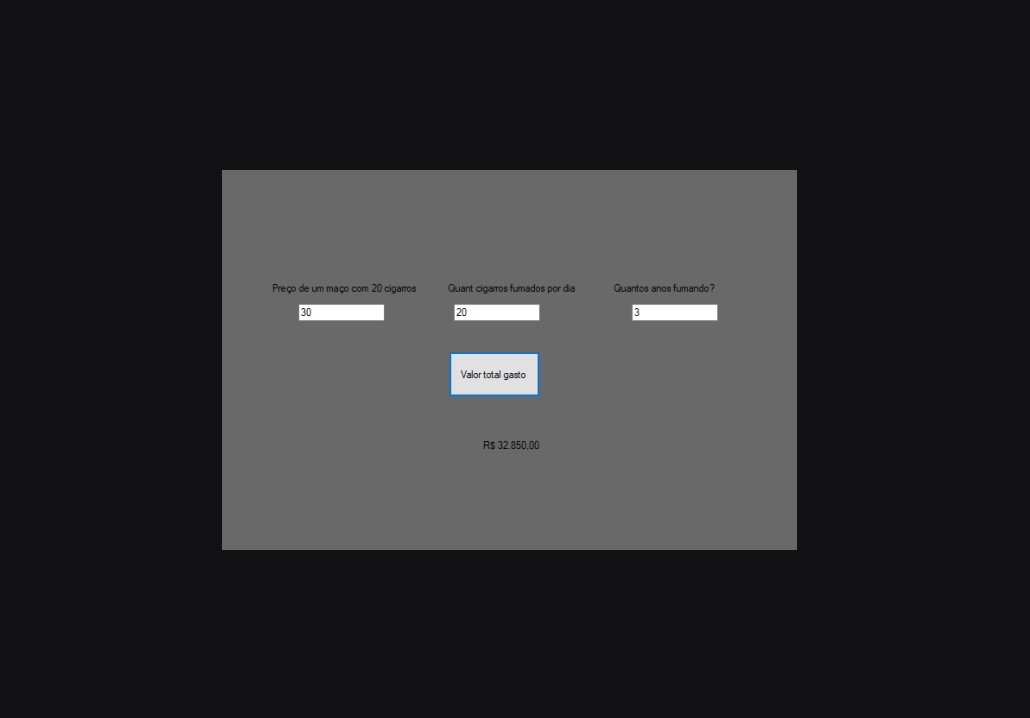 Preço de um maço com 20 cigarros Quant cigarros fumados por dia Quantos anos fumando?
30 20 3
Valor total gasto
R$ 32.850,00